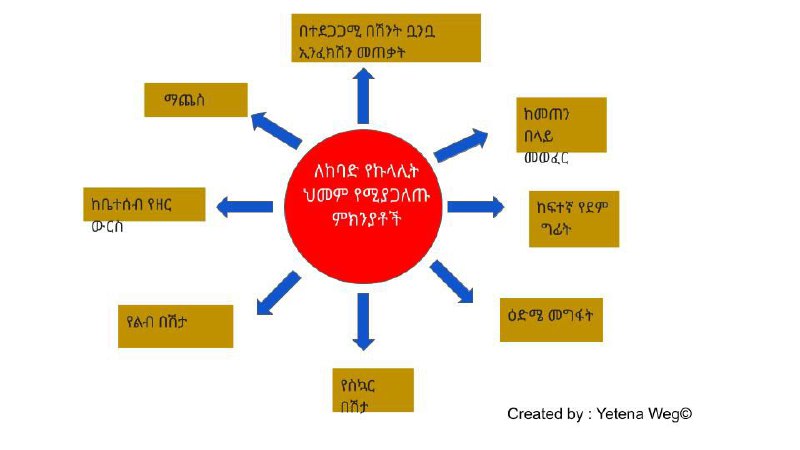 በተደጋጋሚ በሽንት ቧንቧ
ኢንፈክሽን መጠቃት
ማጨስ
ከመጠን
በላይ
መወፈር
ለከባድ የኩላሊት
ህመም የሚያጋልጡ
ምክንያቶች
ከቤተሰብ የዘር
ውርስ
ከፍተኛ የደም
ግፊት
የልብ በሽታ
ዕድሜ መግፋት
የስኳር
በሽታ
Created by : Yetena Weg©